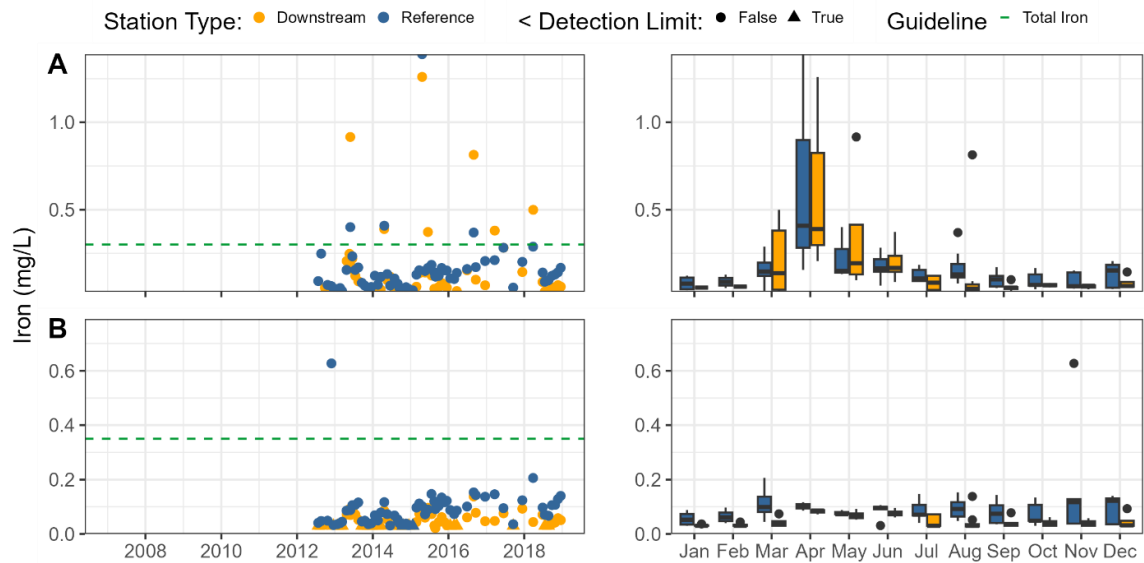 Station Type: Downstream Reference < Detection Limit: False True Guideline Total Iron
A
1.0
0.5
1.0
0.5
Iron (mg/L)
B
0.6
0.4
0.2
0.0
0.6
0.4
0.2
0.0
2008 2010 2012 2014 2016 2018
Jan Feb Mar Apr May Jun Jul Aug Sep Oct Nov Dec